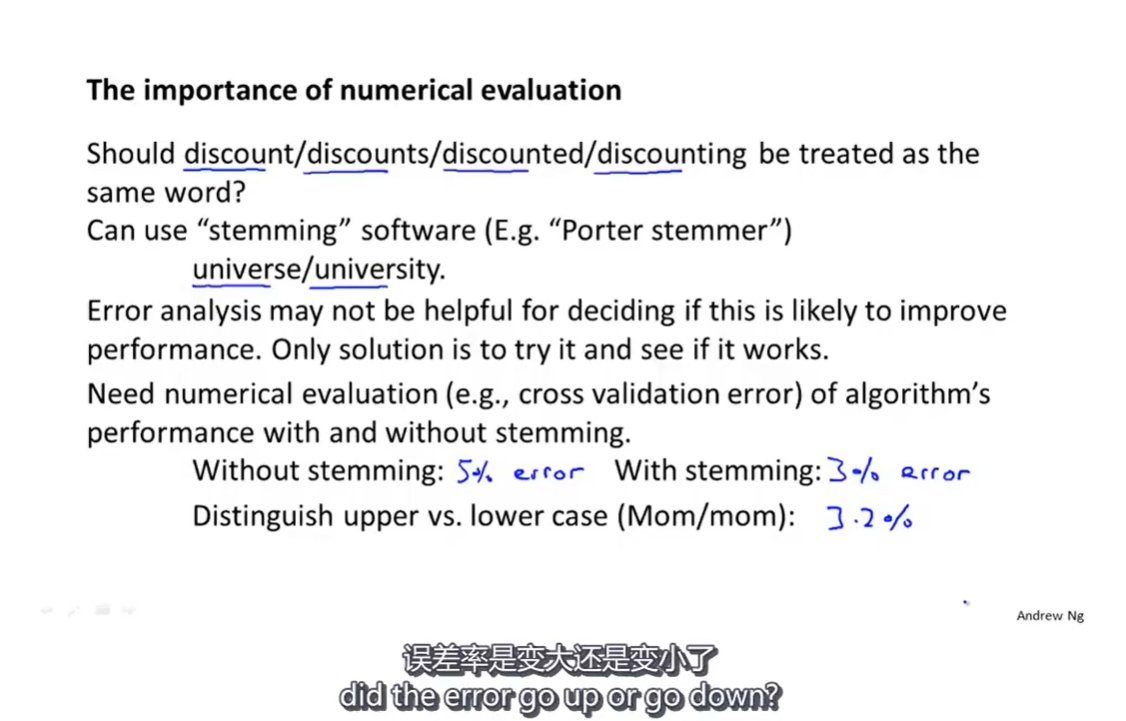 The importance of numerical evaluation
Should discount/discounts/discounted/discounting be treated as the
same word?
Can use “stemming” software (E.g. “Porter stemmer”)
universe/university.
Error analysis may not be helpful for deciding if this is likely to improve
performance. Only solution is to try it and see if it works.
Need numerical evaluation (e.g., cross validation error) of algorithm’s
performance with and without stemming.
Without stemming: 5% error With stemming: 3% error
Distinguish upper vs. lower case (Mom/mom): 3.2%
Andrew Ng
误差率是变大还是变小了
did the error go up or go down?